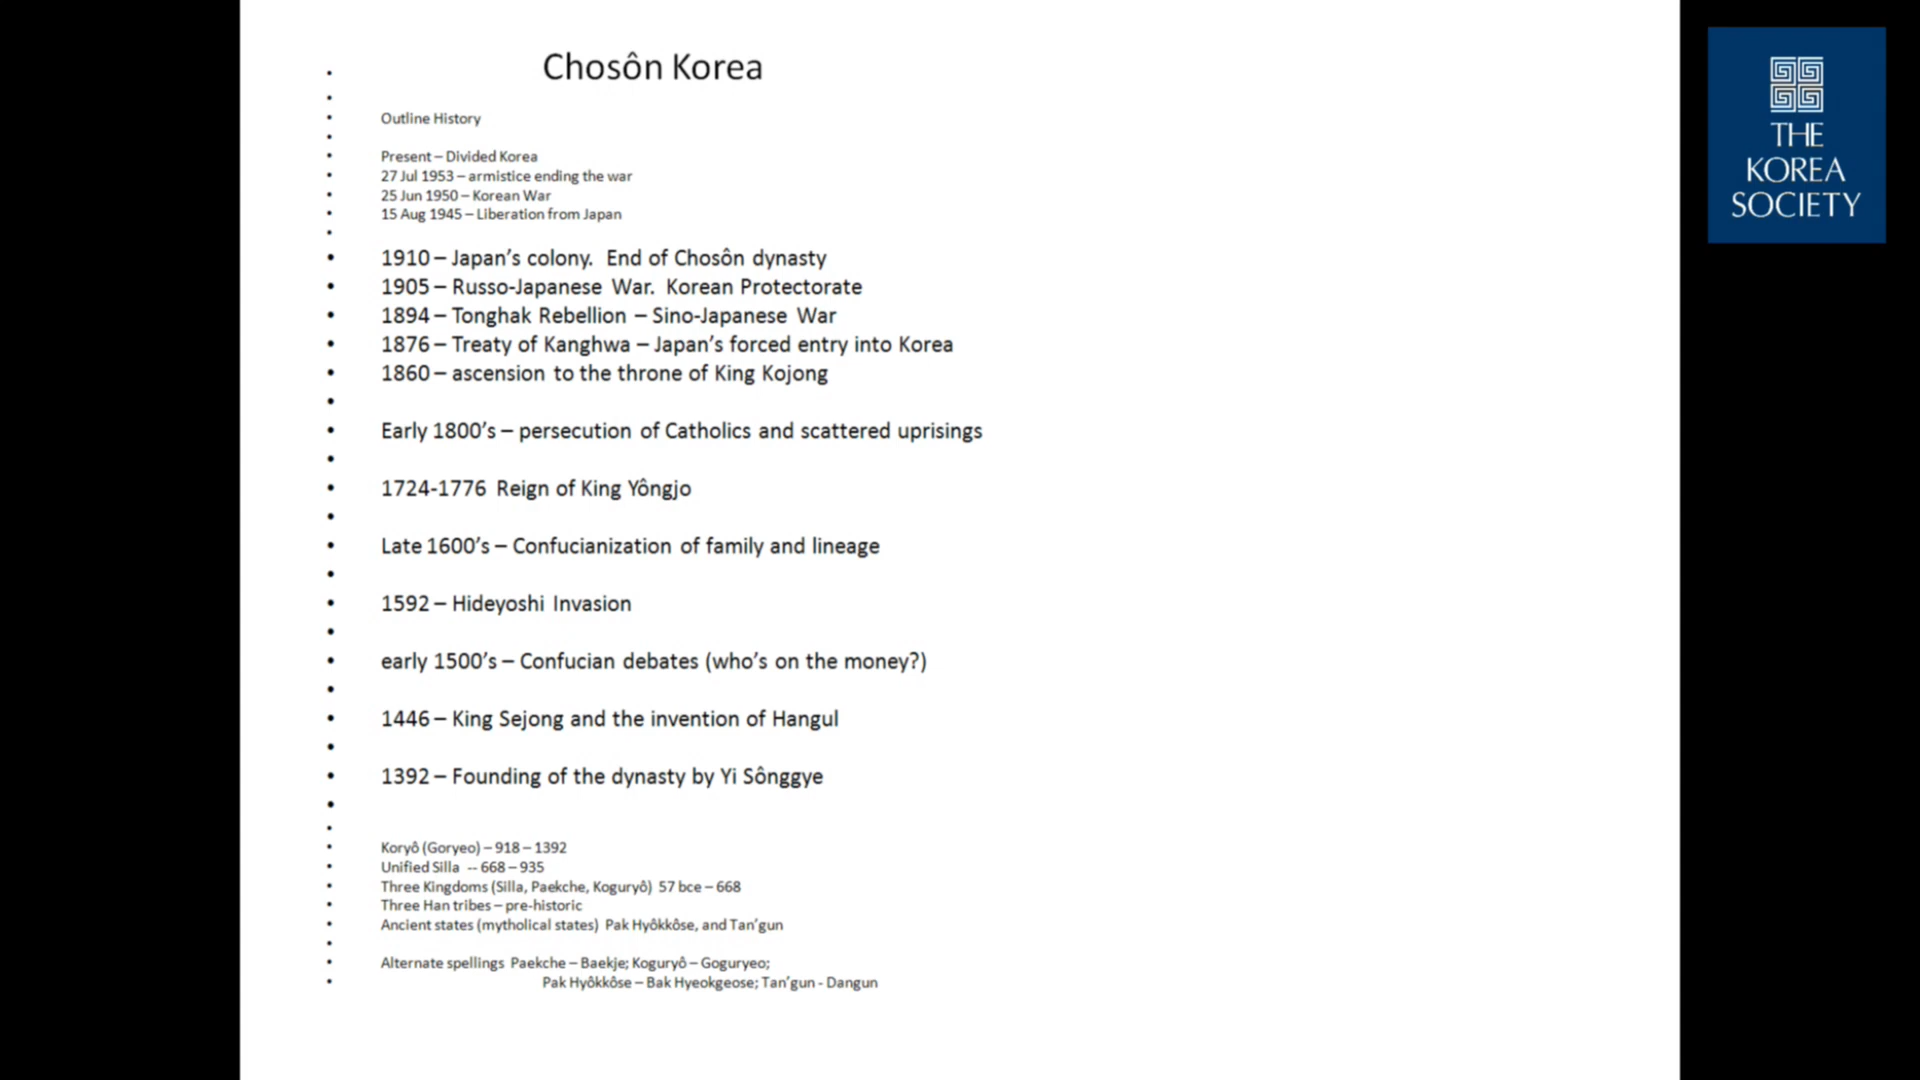 Chosôn Korea
Outline History
Present – Divided Korea
27 Jul 1953 – armistice ending the war
25 Jun 1950 – Korean War
15 Aug 1945 – Liberation from Japan
1910 – Japan’s colony.  End of Chosôn dynasty
1905 – Russo-Japanese War.  Korean Protectorate
1894 – Tonghak Rebellion – Sino-Japanese War
1876 – Treaty of Kanghwa – Japan’s forced entry into Korea
1860 – ascension to the throne of King Kojong
Early 1800’s – persecution of Catholics and scattered uprisings
1724-1776 Reign of King Yôngjo
Late 1600’s – Confucianization of family and lineage
1592 – Hideyoshi Invasion
early 1500’s – Confucian debates (who’s on the money?)
1446 – King Sejong and the invention of Hangul
1392 – Founding of the dynasty by Yi Sônggye
Koryô (Goryeo) – 918 – 1392
Unified Silla -- 668 – 935
Three Kingdoms (Silla, Paekche, Koguryô) 57 bce – 668
Three Han tribes – pre-historic
Ancient states (mytholical states) Pak Hyôkkôse, and Tan’gun
Alternate spellings Paekche – Baekje; Koguryô – Goguryeo;
Pak Hyôkkôse – Bak Hyeokgeose; Tan’gun - Dangun
THE
KOREA
SOCIETY